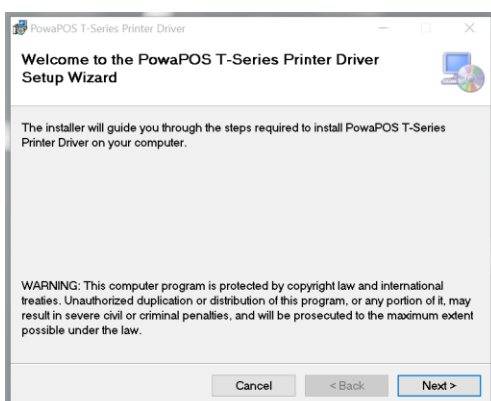 PowaPOS T-Series Printer Driver
Welcome to the PowaPOS T-Series Printer Driver
Setup Wizard
The installer will guide you through the steps required to install PowaPOS T-Series
Printer Driver on your computer.
WARNING: This computer program is protected by copyright law and international
treaties. Unauthorized duplication or distribution of this program, or any portion of it, may
result in severe civil or criminal penalties, and will be prosecuted to the maximum extent
possible under the law.
Cancel
< Back
Next >